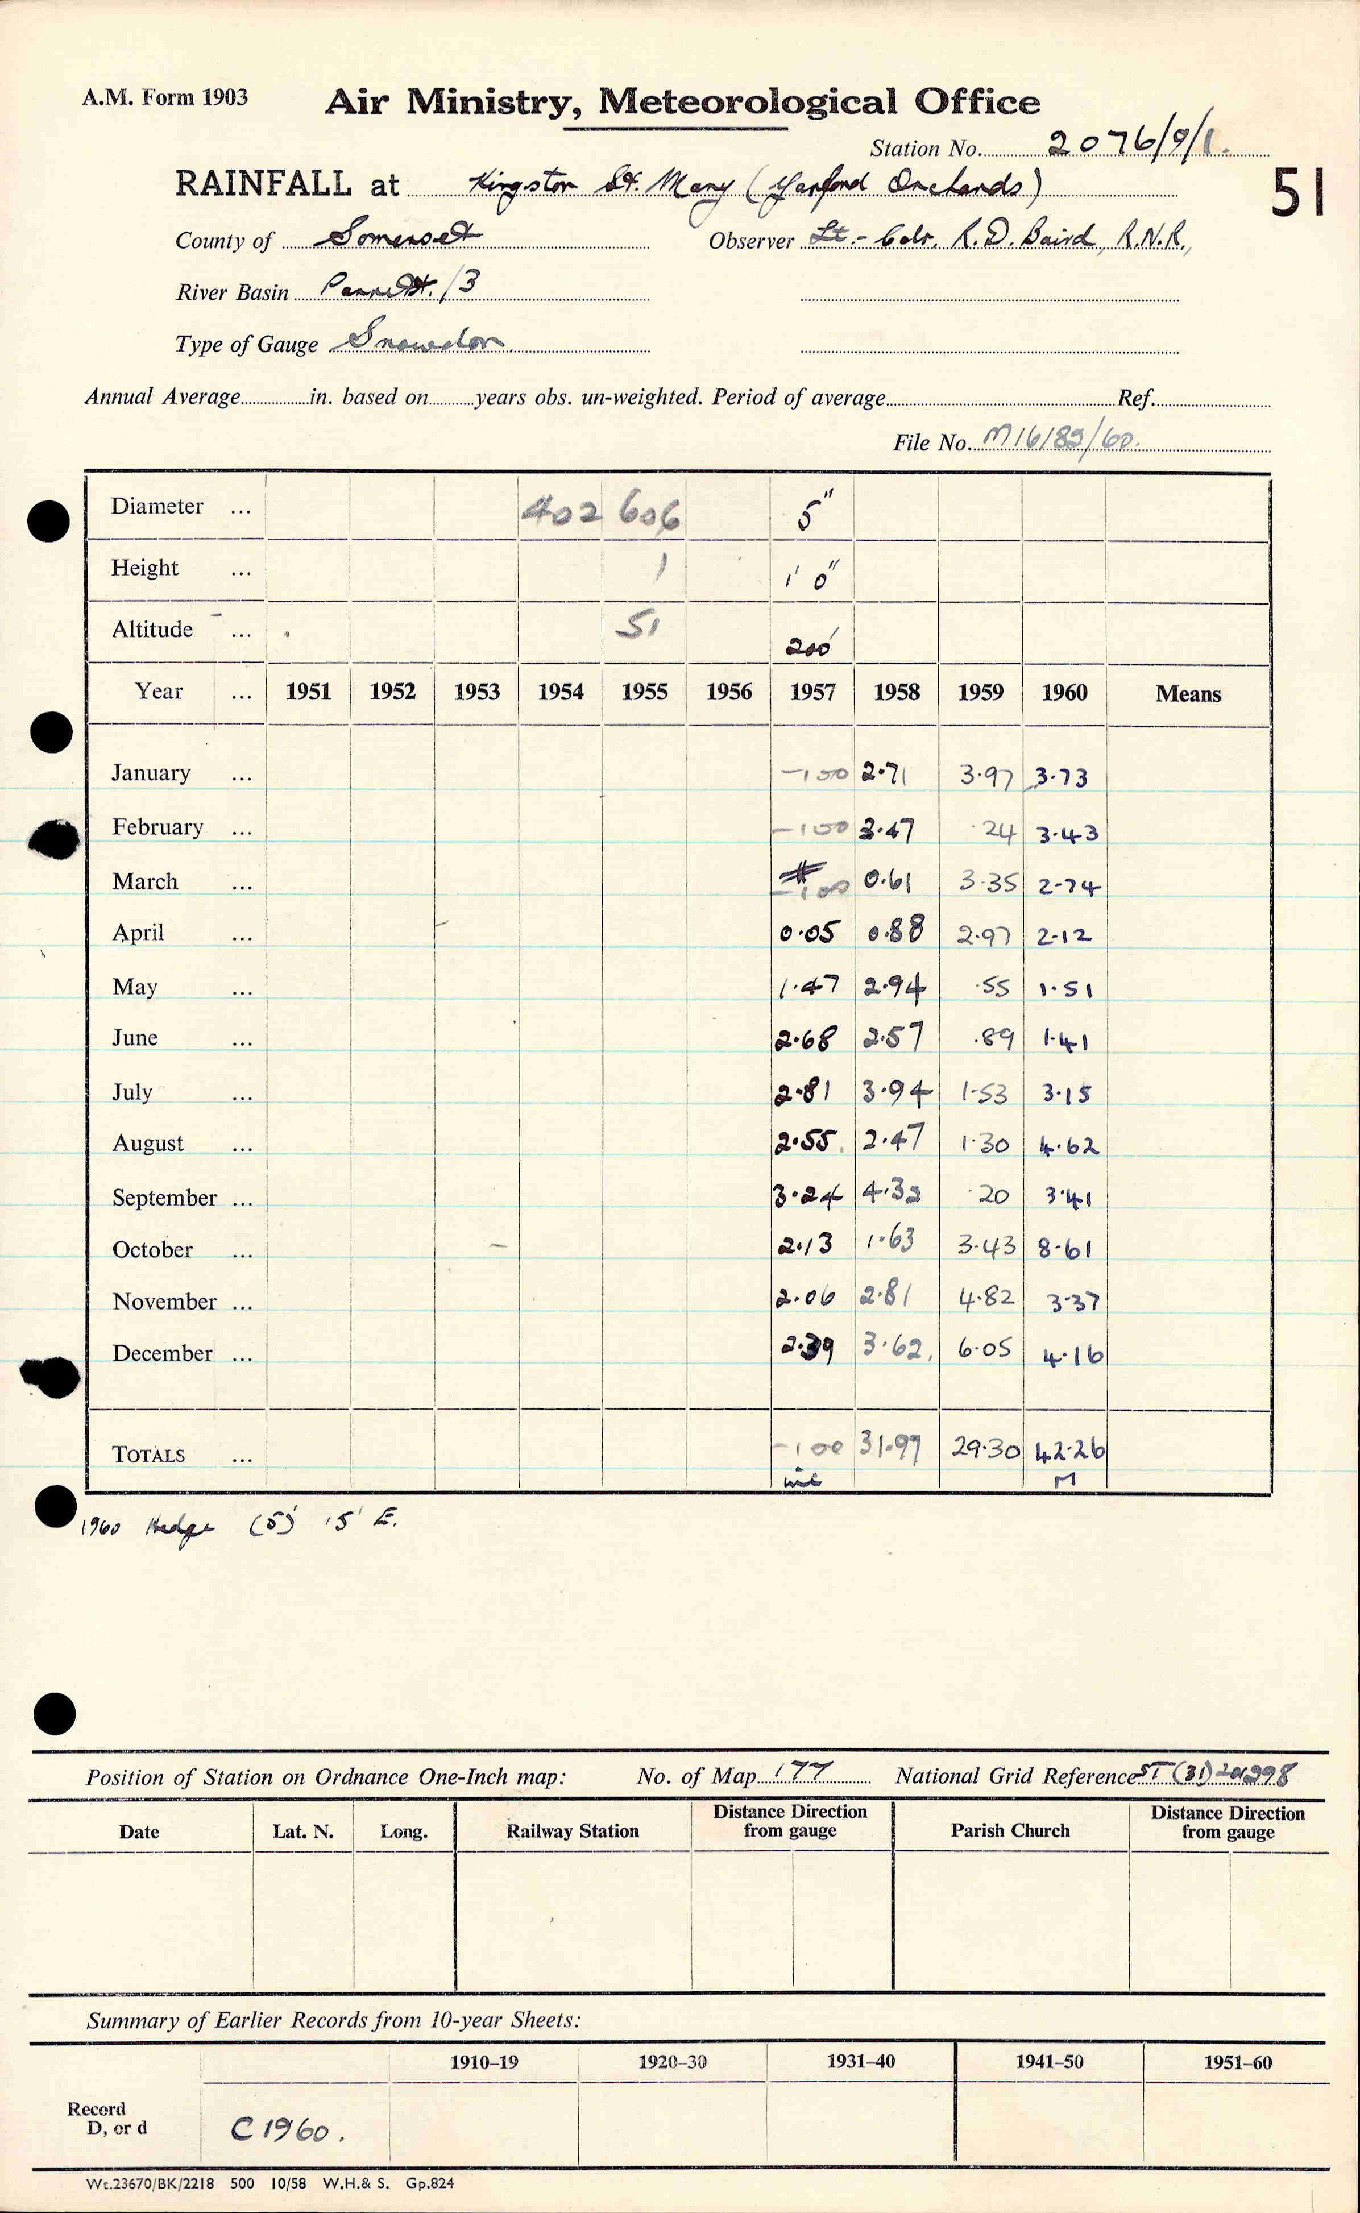 A.M. Form 1903
Air Ministry, Meteorological Office
Station No. 2076/9/1.
RAINFALL at Kingston St. Mary (Yarford Orchards)
51
County of Somerset Observer Lt.-Cdr. R.D. Baird, R.N.R.,
River Basin Parrett. /3
Type of Gauge Snowdon
Annual Average in. based on years obs. un-weighted. Period of average Ref.
File No. M16183/60.
Diameter ... 402 606 5"
Height ... 1 1' 0"
Altitude ... 51 200'
Year ... 1951 1952 1953 1954 1955 1956 1957 1958 1959 1960 Means
January ... -100 2.71 3.97 3.73
February ... -100 3.47 .24 3.43
March ... -100 0.61 3.35 2.74
April ... 0.05 0.88 2.97 2.12
May ... 1.47 2.94 .55 1.51
June ... 2.68 2.57 .89 1.41
July ... 2.81 3.94 1.53 3.15
August ... 2.55 2.47 1.30 4.62
September ... 3.24 4.32 .20 3.41
October ... 2.13 1.63 3.43 8.61
November ... 2.06 2.81 4.82 3.37
December ... 2.39 3.62 6.05 4.16
TOTALS ... -100 31.97 29.30 42.26
inc M
1960 Hedge (5') 15' E.
Position of Station on Ordnance One-Inch map: No. of Map 177 National Grid Reference ST (31)
Date Lat. N. Long. Railway Station Distance Direction from gauge Parish Church Distance Direction from gauge
Summary of Earlier Records from 10-year Sheets:
1910–19 1920–30 1931–40 1941–50 1951–60
Record
D, or d C 1960.
Wt.23670/BK/2218 500 10/58 W.H.& S. Gp.824